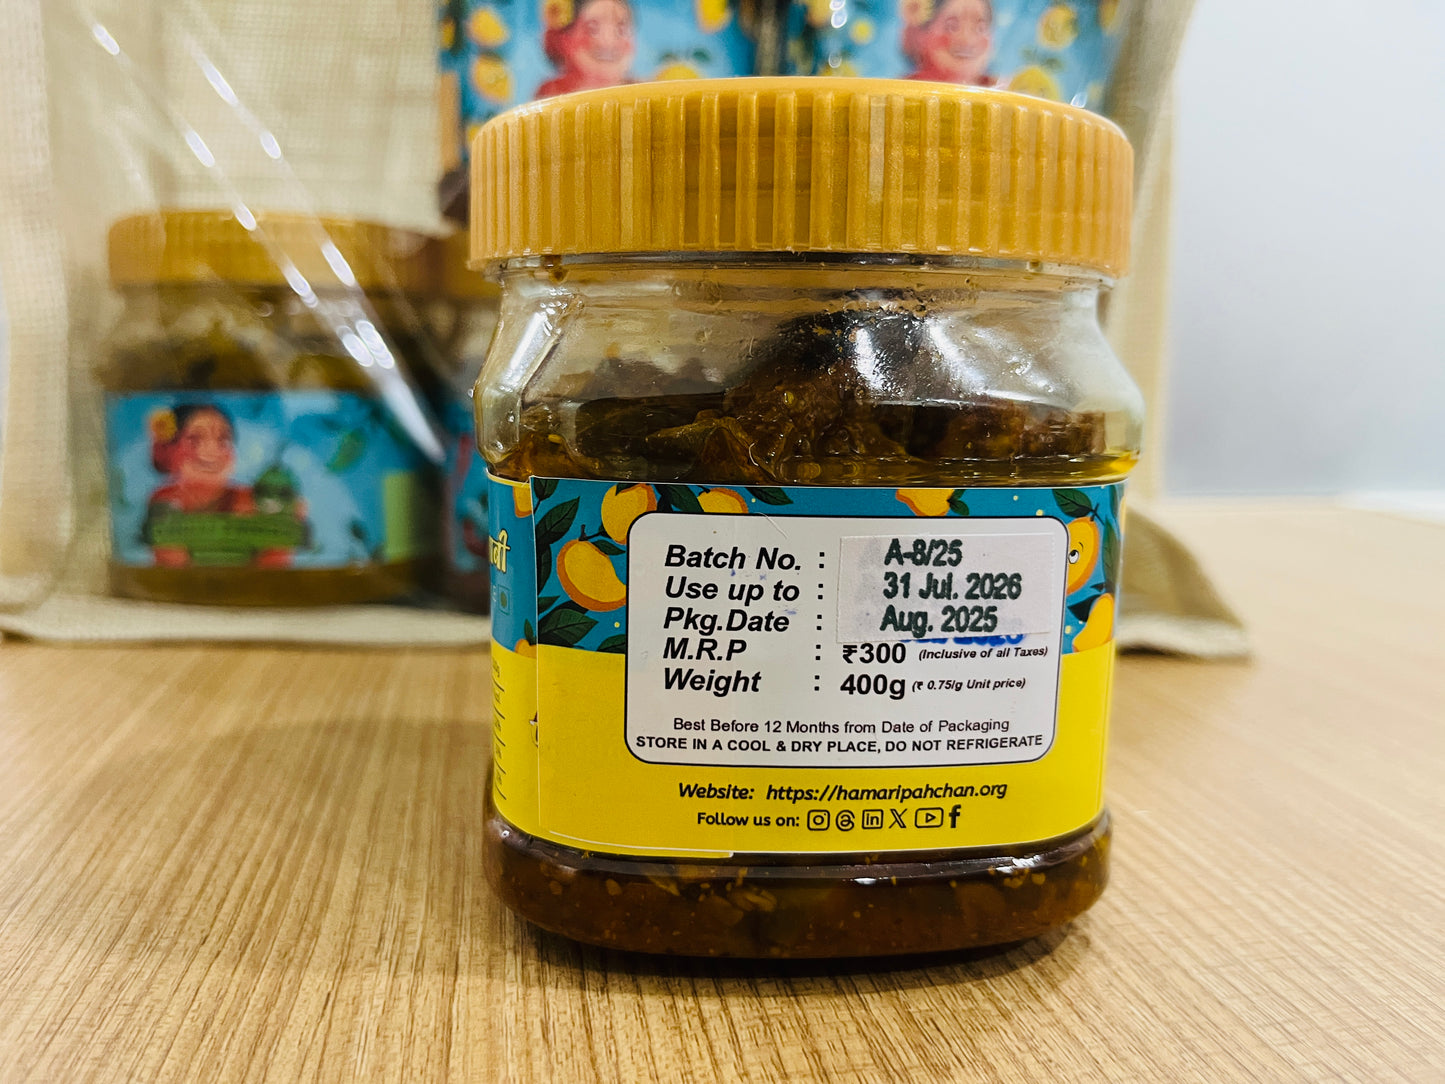 Batch No. : A-8/25
Use up to : 31 Jul. 2026
Pkg.Date : Aug. 2025
M.R.P : ₹300 (Inclusive of all Taxes)
Weight : 400g (₹ 0.75/g Unit price)
Best Before 12 Months from Date of Packaging
STORE IN A COOL & DRY PLACE, DO NOT REFRIGERATE
Website: https://hamaripahchan.org
Follow us on: